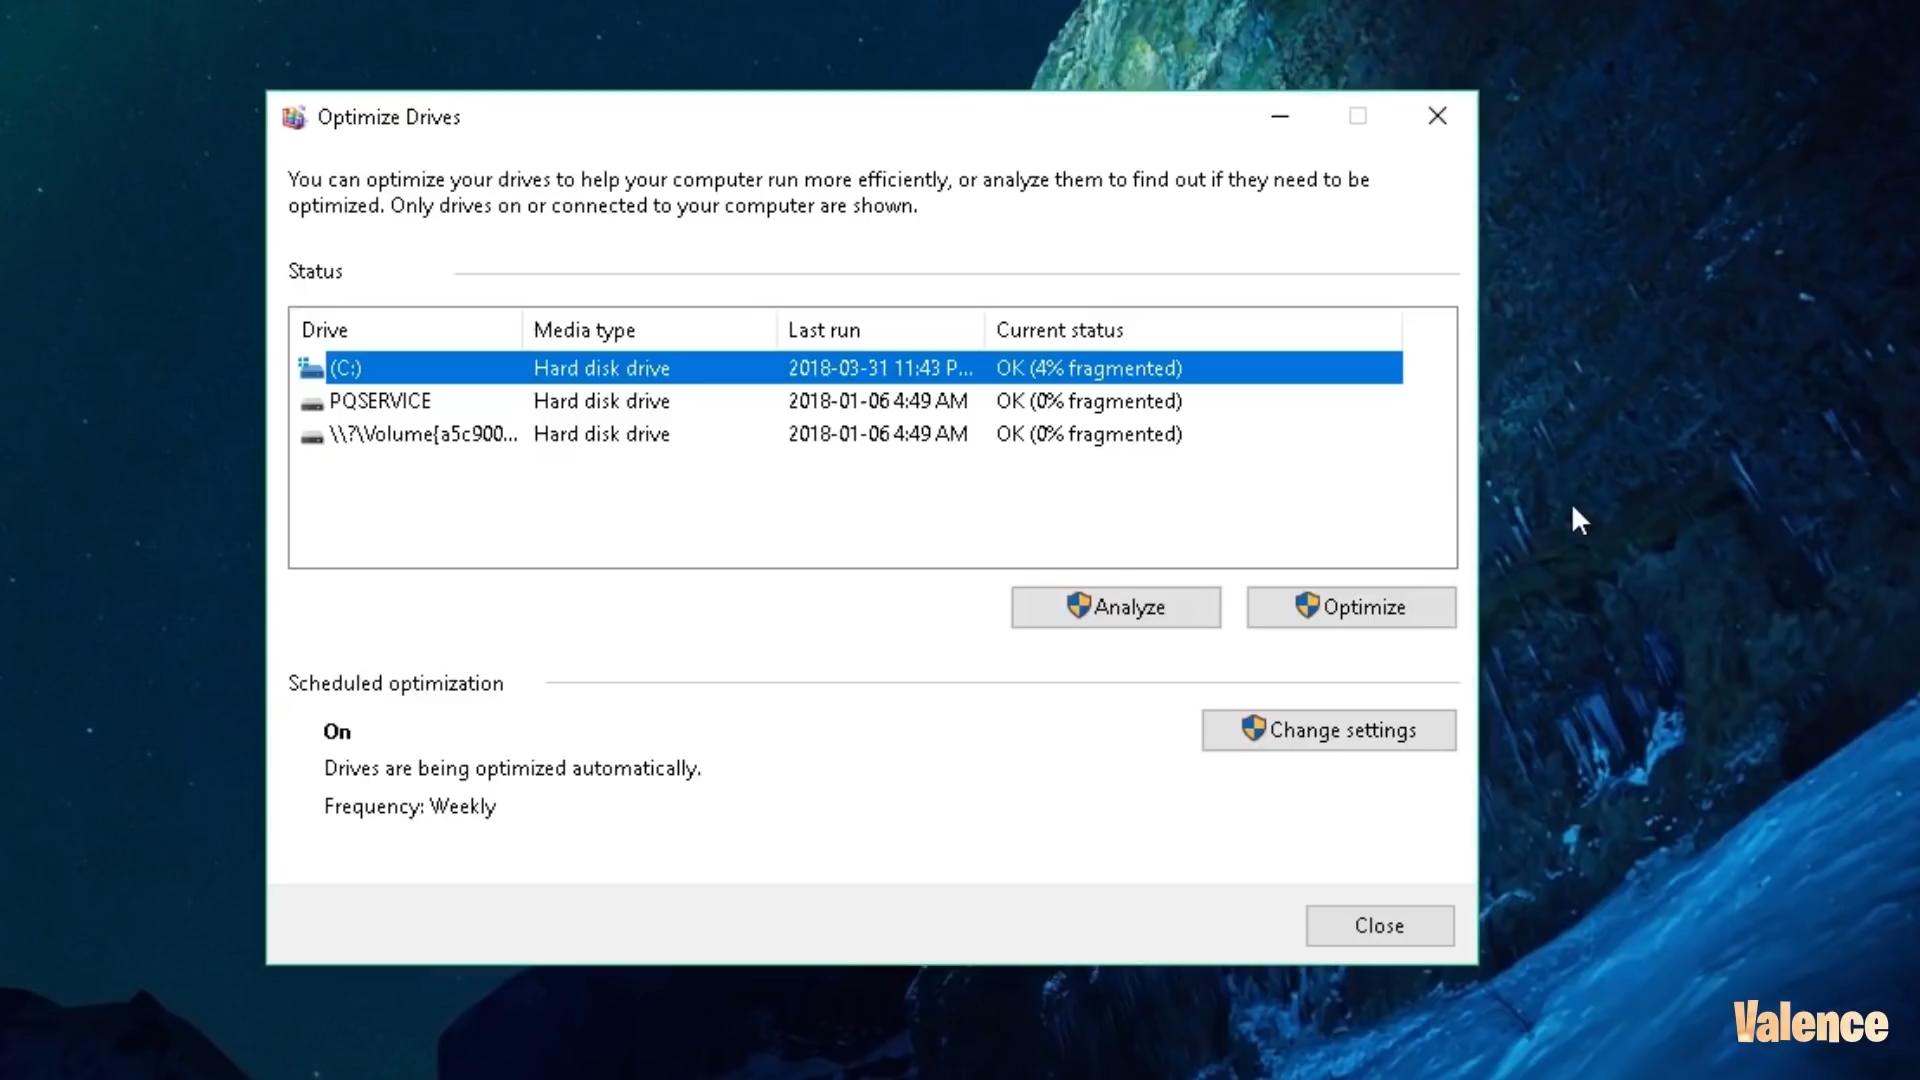 Optimize Drives
You can optimize your drives to help your computer run more efficiently, or analyze them to find out if they need to be
optimized. Only drives on or connected to your computer are shown.
Status
Drive Media type Last run Current status
(C:) Hard disk drive 2018-03-31 11:43 P... OK (4% fragmented)
PQSERVICE Hard disk drive 2018-01-06 4:49 AM OK (0% fragmented)
\\?\Volume{a5c900... Hard disk drive 2018-01-06 4:49 AM OK (0% fragmented)
Analyze Optimize
Scheduled optimization
On
Change settings
Drives are being optimized automatically.
Frequency: Weekly
Close
Valence